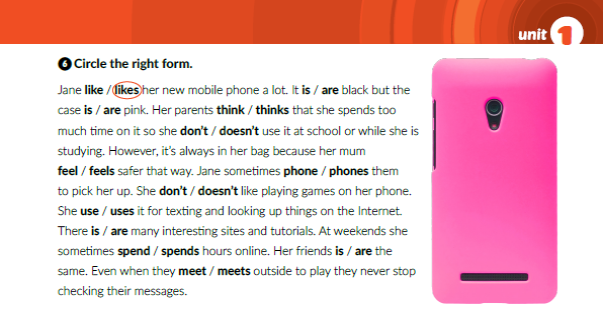 unit 1
6 Circle the right form.
Jane like / likes her new mobile phone a lot. It is / are black but the
case is / are pink. Her parents think / thinks that she spends too
much time on it so she don't / doesn't use it at school or while she is
studying. However, it's always in her bag because her mum
feel / feels safer that way. Jane sometimes phone / phones them
to pick her up. She don't / doesn't like playing games on her phone.
She use / uses it for texting and looking up things on the Internet.
There is / are many interesting sites and tutorials. At weekends she
sometimes spend / spends hours online. Her friends is / are the
same. Even when they meet / meets outside to play they never stop
checking their messages.